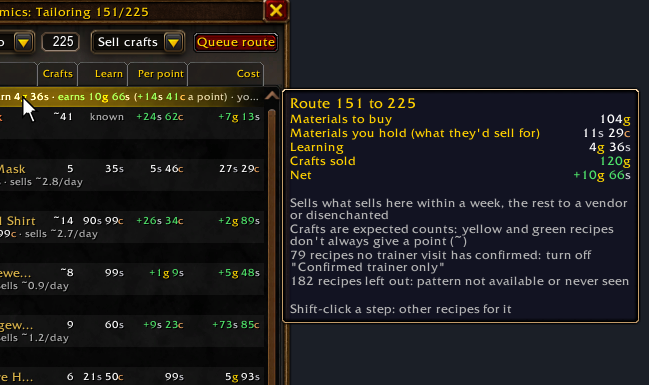 mics: Tailoring 151/225
225 Sell crafts Queue route
Crafts Learn Per point Cost
rn 4g 36s · earns 10g 66s (+14s 41c a point) · yo...
~41 known +24s 62c +7g 13s
Mask 5 35s 5s 46c 27s 29c
· sells ~2.8/day
l Shirt ~14 90s 99c +26s 34c +2g 89s
99c · sells ~2.7/day
ewe... ~8 99s +1g 9s +5g 48s
sells ~0.9/day
gew... 9 60s +9s 23c +73s 85c
sells ~1.2/day
e H... 6 21s 50c 99s 5g 93s
Route 151 to 225
Materials to buy 104g
Materials you hold (what they'd sell for) 11s 29c
Learning 4g 36s
Crafts sold 120g
Net +10g 66s
Sells what sells here within a week, the rest to a vendor
or disenchanted
Crafts are expected counts: yellow and green recipes
don't always give a point (~)
79 recipes no trainer visit has confirmed: turn off
"Confirmed trainer only"
182 recipes left out: pattern not available or never seen
Shift-click a step: other recipes for it